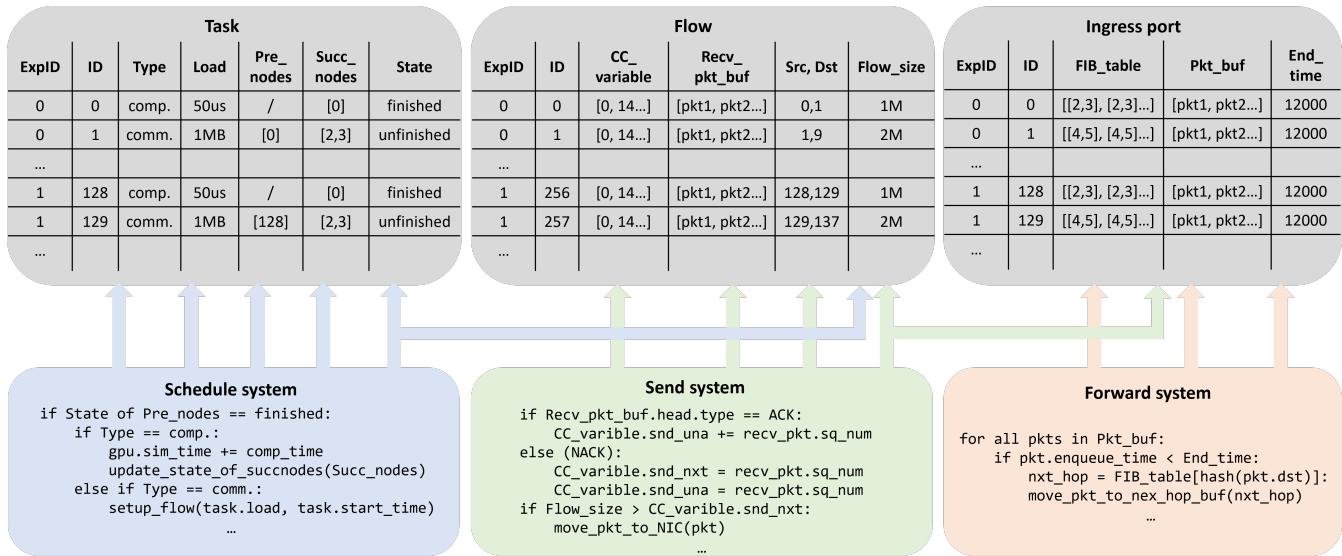 Task
ExpID ID Type Load Pre_ nodes Succ_ nodes State
0 0 comp. 50us / [0] finished
0 1 comm. 1MB [0] [2,3] unfinished
...
1 128 comp. 50us / [0] finished
1 129 comm. 1MB [128] [2,3] unfinished
...
Flow
ExpID ID CC_ variable Recv_ pkt_buf Src, Dst Flow_size
0 0 [0, 14...] [pkt1, pkt2...] 0,1 1M
0 1 [0, 14...] [pkt1, pkt2...] 1,9 2M
...
1 256 [0, 14...] [pkt1, pkt2...] 128,129 1M
1 257 [0, 14...] [pkt1, pkt2...] 129,137 2M
...
Ingress port
ExpID ID FIB_table Pkt_buf End_ time
0 0 [[2,3], [2,3]...] [pkt1, pkt2...] 12000
0 1 [[4,5], [4,5]...] [pkt1, pkt2...] 12000
...
1 128 [[2,3], [2,3]...] [pkt1, pkt2...] 12000
1 129 [[4,5], [4,5]...] [pkt1, pkt2...] 12000
...
Schedule system
if State of Pre_nodes == finished:
if Type == comp.:
gpu.sim_time += comp_time
update_state_of_succnodes(Succ_nodes)
else if Type == comm.:
setup_flow(task.load, task.start_time)
...
Send system
if Recv_pkt_buf.head.type == ACK:
CC_varible.snd_una += recv_pkt.sq_num
else (NACK):
CC_varible.snd_nxt = recv_pkt.sq_num
CC_varible.snd_una = recv_pkt.sq_num
if Flow_size > CC_varible.snd_nxt:
move_pkt_to_NIC(pkt)
...
Forward system
for all pkts in Pkt_buf:
if pkt.enqueue_time < End_time:
nxt_hop = FIB_table[hash(pkt.dst)]:
move_pkt_to_nex_hop_buf(nxt_hop)
...